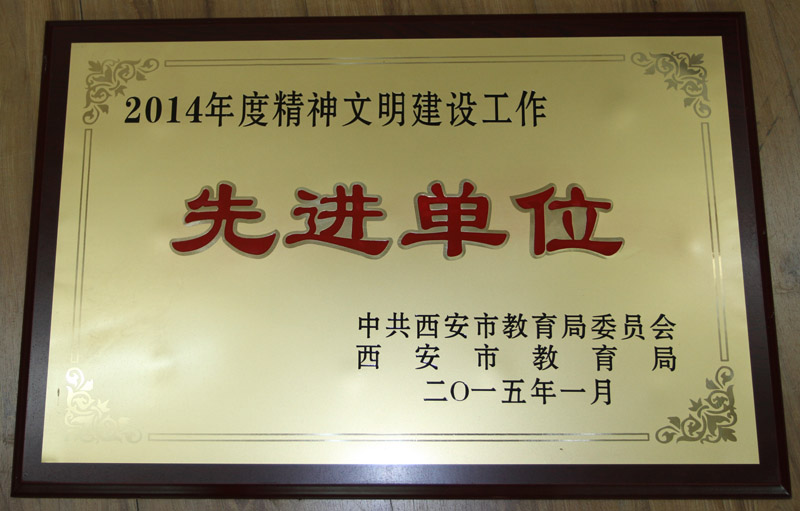 2014年度精神文明建设工作
先进单位
中共西安市教育局委员会
西安市教育局
二〇一五年一月